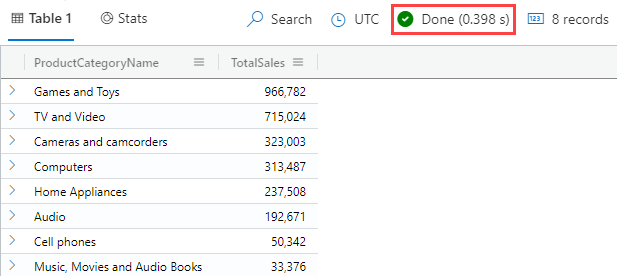 Table 1 Stats Search UTC Done (0.398 s) 123 8 records
ProductCategoryName TotalSales
Games and Toys 966,782
TV and Video 715,024
Cameras and camcorders 323,003
Computers 313,487
Home Appliances 237,508
Audio 192,671
Cell phones 50,342
Music, Movies and Audio Books 33,376